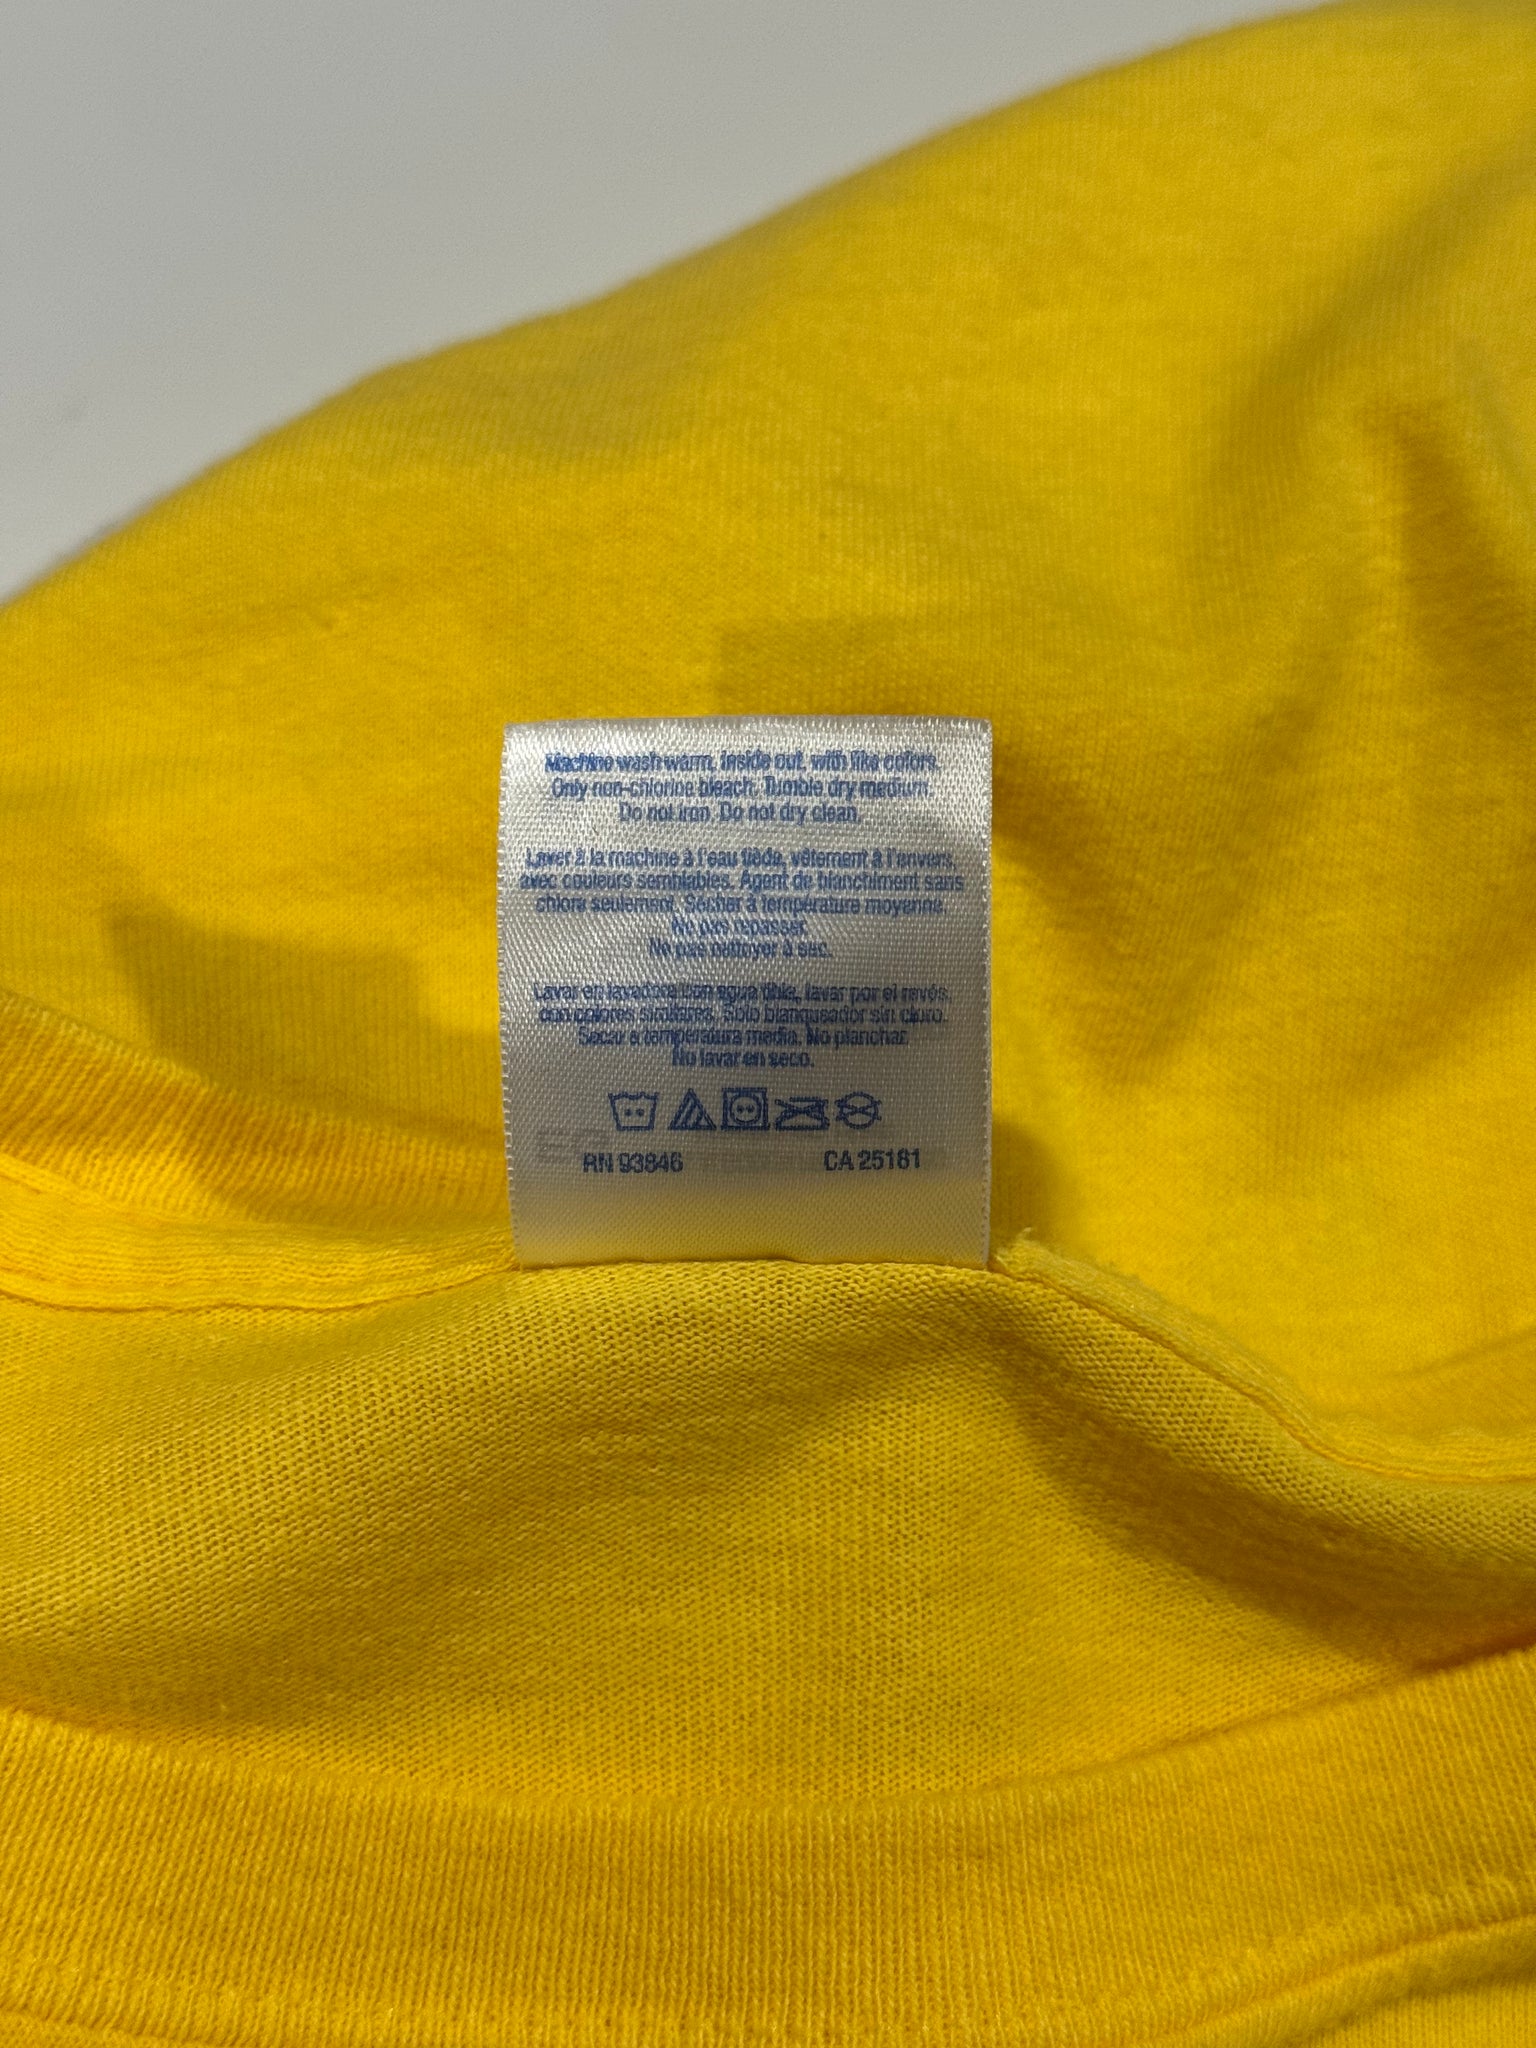 Machine wash warm, inside out, with like colors.
Only non-chlorine bleach. Tumble dry medium.
Do not iron. Do not dry clean.
Laver à la machine à l'eau tiède, vêtement à l'envers,
avec couleurs semblables. Agent de blanchiment sans
chlore seulement. Sécher à température moyenne.
Ne pas repasser.
Ne pas nettoyer à sec.
Lavar en lavadora con agua tibia, lavar por el revés,
con colores similares. Solo blanqueador sin cloro.
Secar a temperatura media. No planchar.
No lavar en seco.
RN 93846 CA 25181